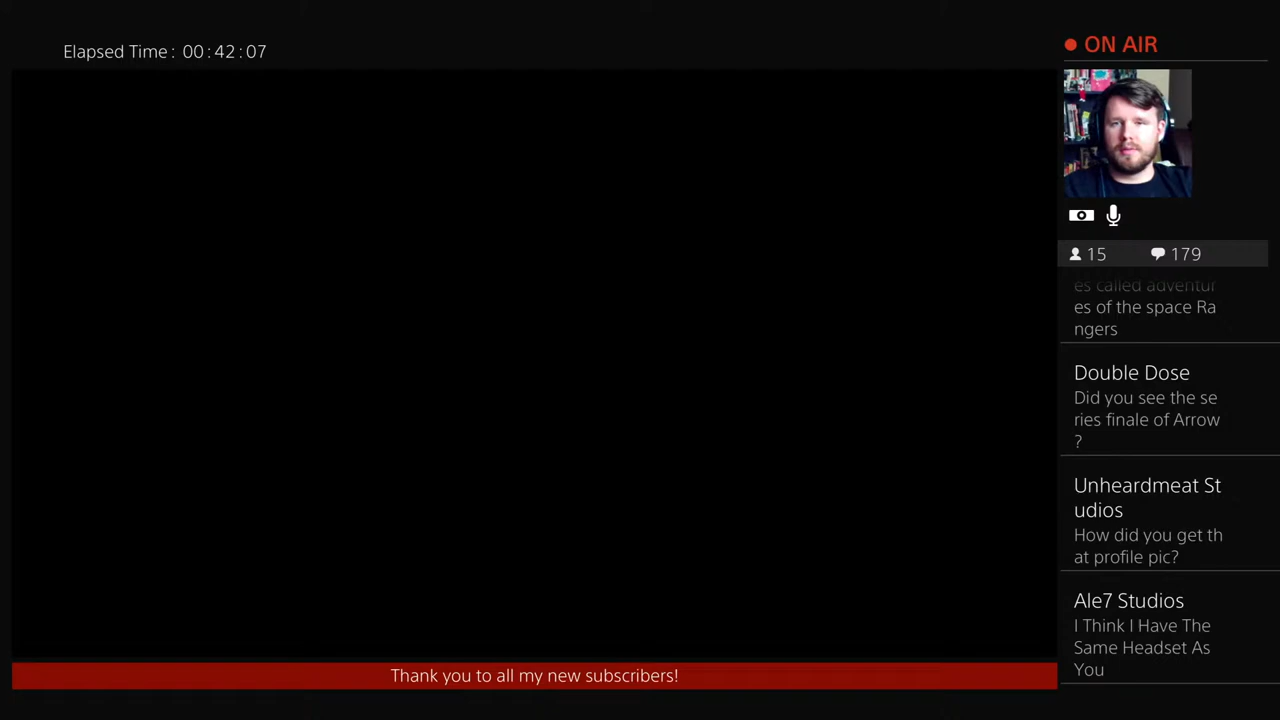 Elapsed Time: 00:42:07
ON AIR
15 179
es called adventur
es of the space Ra
ngers
Double Dose
Did you see the se
ries finale of Arrow
?
Unheardmeat St
udios
How did you get th
at profile pic?
Ale7 Studios
I Think I Have The
Same Headset As
You
Thank you to all my new subscribers!